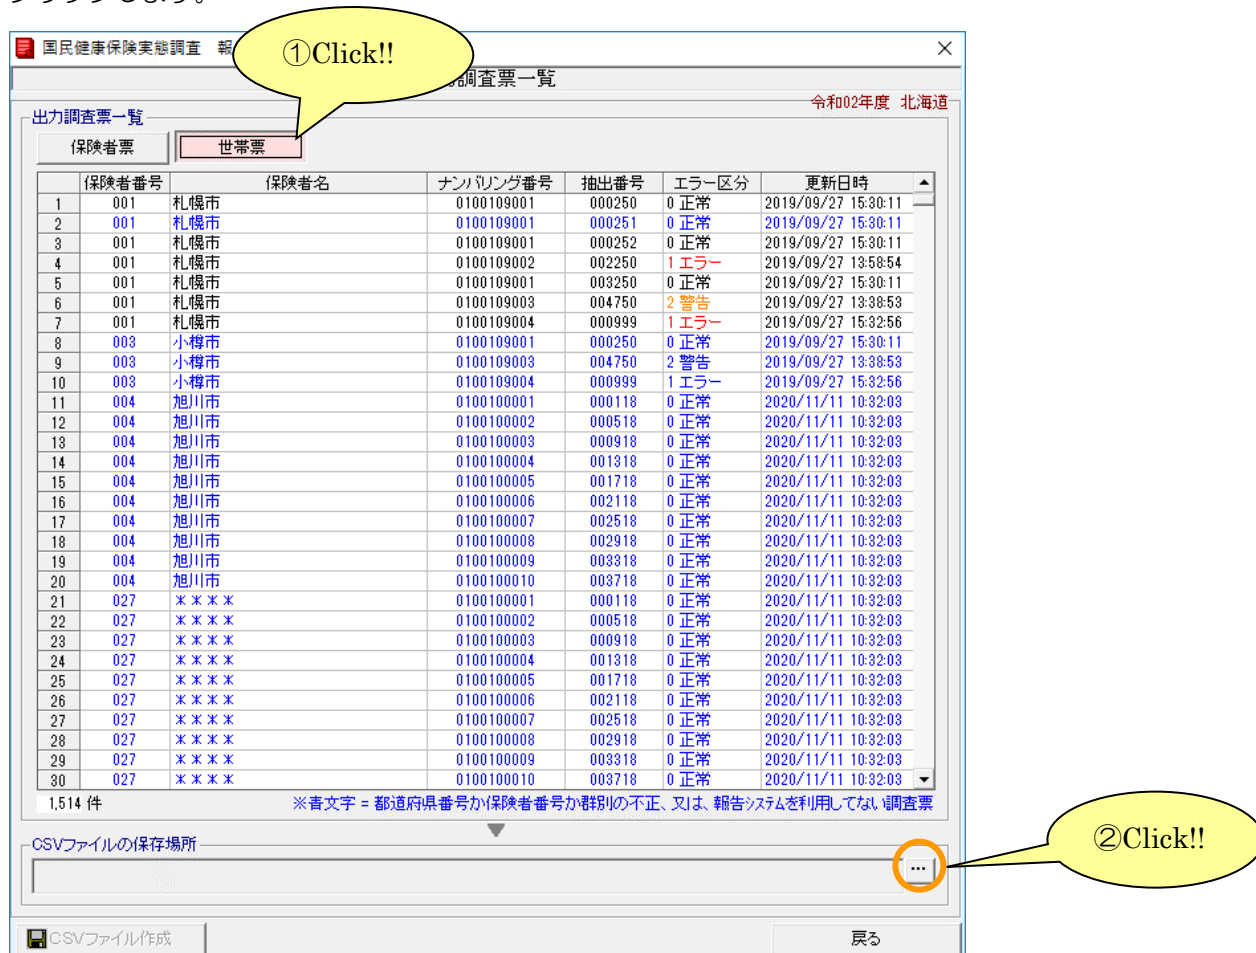 クリックします。
国民健康保険実態調査 報
①Click!!
調査票一覧
令和02年度 北海道
出力調査票一覧
保険者票 世帯票
保険者番号 保険者名 ナンバリング番号 抽出番号 エラー区分 更新日時
1 001 札幌市 0100109001 000250 0 正常 2019/09/27 15:30:11
2 001 札幌市 0100109001 000251 0 正常 2019/09/27 15:30:11
3 001 札幌市 0100109001 000252 0 正常 2019/09/27 15:30:11
4 001 札幌市 0100109002 002250 1 エラー 2019/09/27 13:58:54
5 001 札幌市 0100109001 003250 0 正常 2019/09/27 15:30:11
6 001 札幌市 0100109003 004750 2 警告 2019/09/27 13:38:53
7 001 札幌市 0100109004 000999 1 エラー 2019/09/27 15:32:56
8 003 小樽市 0100109001 000250 0 正常 2019/09/27 15:30:11
9 003 小樽市 0100109003 004750 2 警告 2019/09/27 13:38:53
10 003 小樽市 0100109004 000999 1 エラー 2019/09/27 15:32:56
11 004 旭川市 0100100001 000118 0 正常 2020/11/11 10:32:03
12 004 旭川市 0100100002 000518 0 正常 2020/11/11 10:32:03
13 004 旭川市 0100100003 000918 0 正常 2020/11/11 10:32:03
14 004 旭川市 0100100004 001318 0 正常 2020/11/11 10:32:03
15 004 旭川市 0100100005 001718 0 正常 2020/11/11 10:32:03
16 004 旭川市 0100100006 002118 0 正常 2020/11/11 10:32:03
17 004 旭川市 0100100007 002518 0 正常 2020/11/11 10:32:03
18 004 旭川市 0100100008 002918 0 正常 2020/11/11 10:32:03
19 004 旭川市 0100100009 003318 0 正常 2020/11/11 10:32:03
20 004 旭川市 0100100010 003718 0 正常 2020/11/11 10:32:03
21 027 ＊＊＊＊ 0100100001 000118 0 正常 2020/11/11 10:32:03
22 027 ＊＊＊＊ 0100100002 000518 0 正常 2020/11/11 10:32:03
23 027 ＊＊＊＊ 0100100003 000918 0 正常 2020/11/11 10:32:03
24 027 ＊＊＊＊ 0100100004 001318 0 正常 2020/11/11 10:32:03
25 027 ＊＊＊＊ 0100100005 001718 0 正常 2020/11/11 10:32:03
26 027 ＊＊＊＊ 0100100006 002118 0 正常 2020/11/11 10:32:03
27 027 ＊＊＊＊ 0100100007 002518 0 正常 2020/11/11 10:32:03
28 027 ＊＊＊＊ 0100100008 002918 0 正常 2020/11/11 10:32:03
29 027 ＊＊＊＊ 0100100009 003318 0 正常 2020/11/11 10:32:03
30 027 ＊＊＊＊ 0100100010 003718 0 正常 2020/11/11 10:32:03
1,514 件 ※青文字 = 都道府県番号か保険者番号か群別の不正、又は、報告システムを利用してない調査票
CSVファイルの保存場所
...
②Click!!
CSVファイル作成 戻る